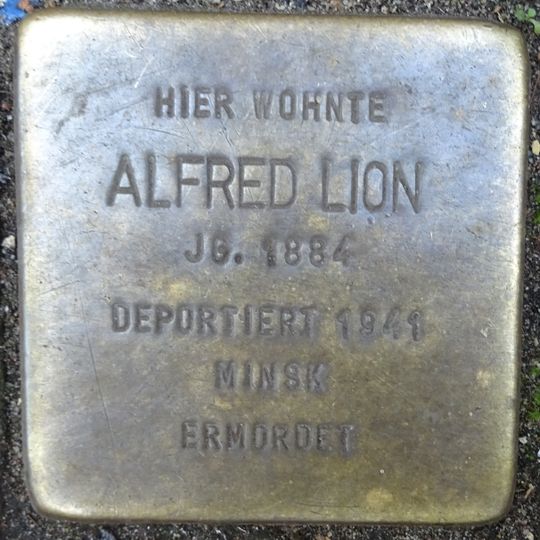 HIER WOHNTE
ALFRED LION
JG. 1884
DEPORTIERT 1941
MINSK
ERMORDET